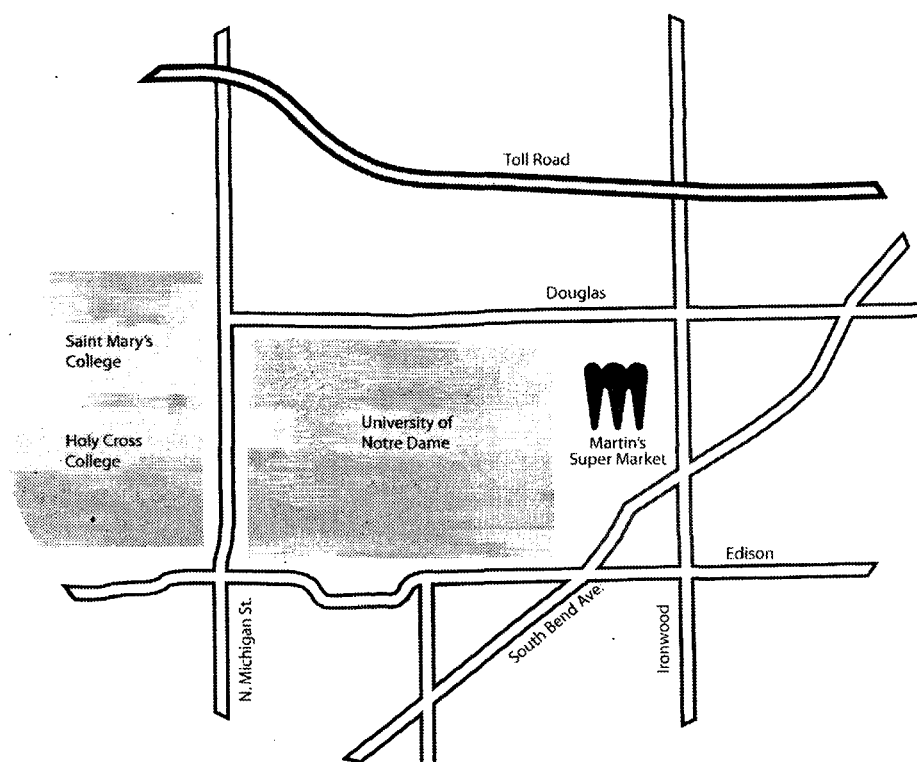 Toll Road
Douglas
Saint Mary's
College
University of
Notre Dame
Martin's
Super Market
Holy Cross
College
Edison
South Bend Ave.
N. Michigan St.
Ironwood